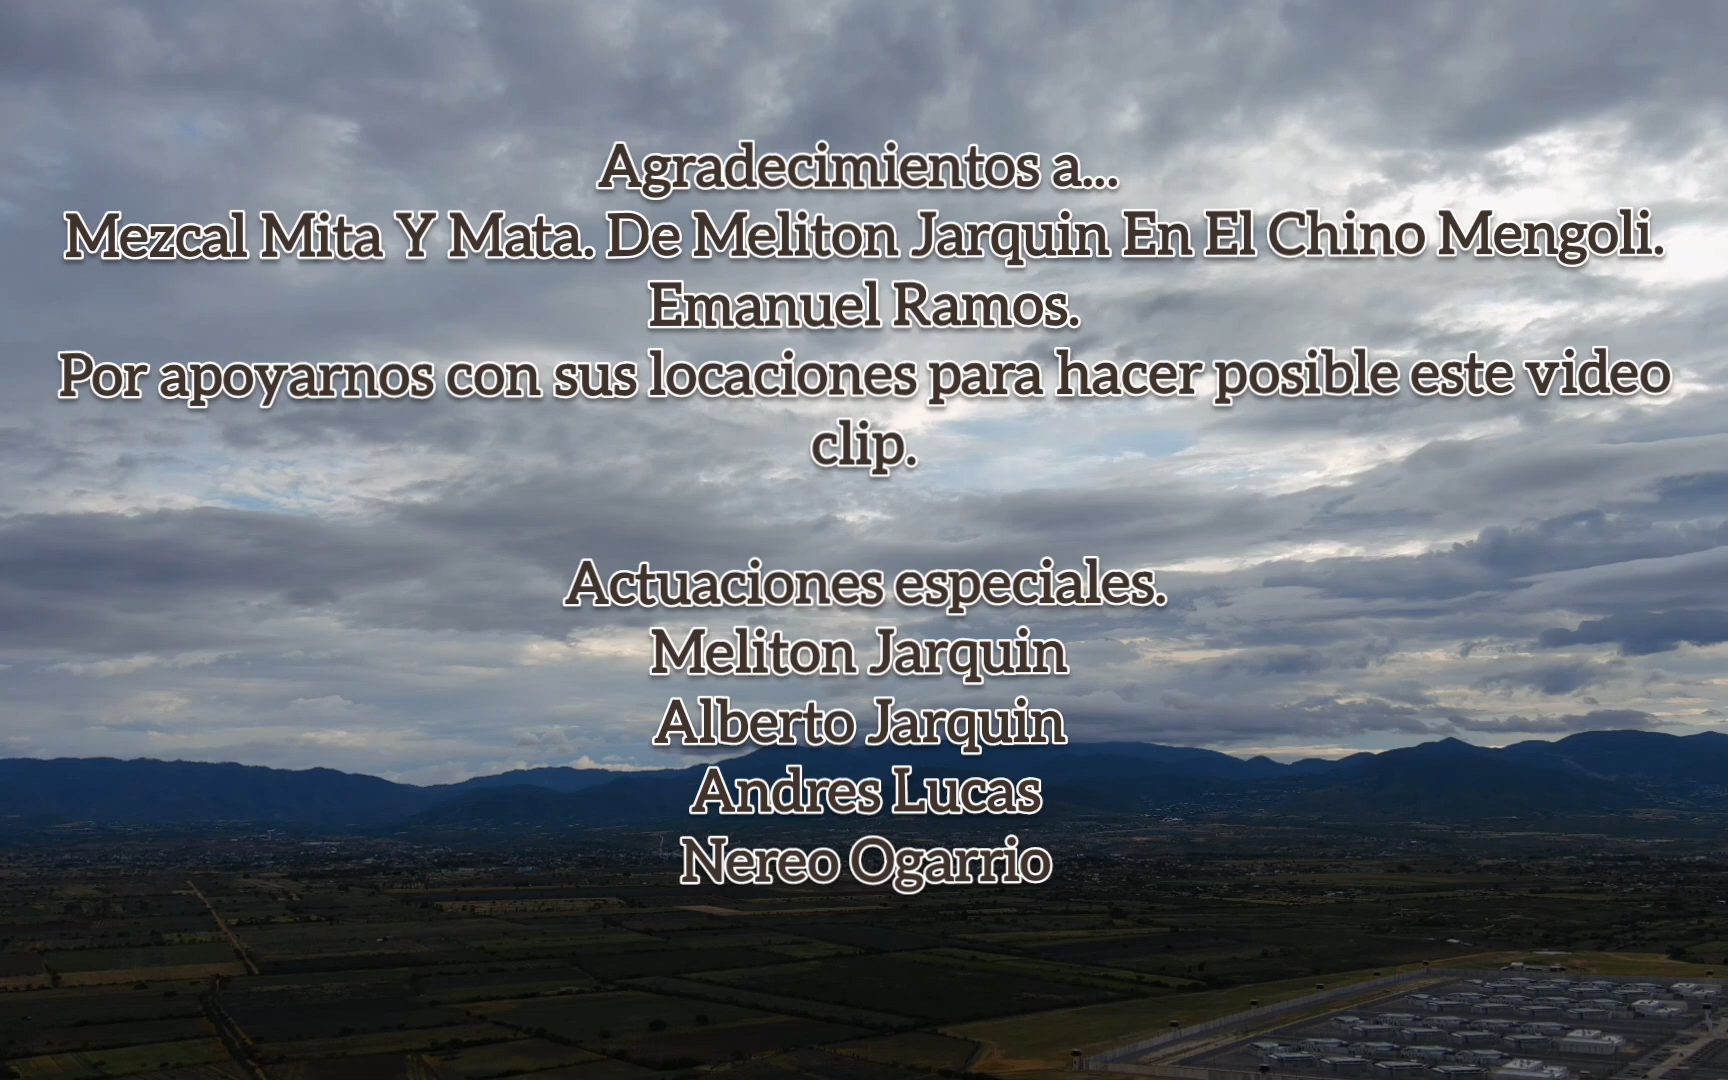 Agradecimientos a...
Mezcal Mita Y Mata. De Meliton Jarquin En El Chino Mengoli.
Emanuel Ramos.
Por apoyarnos con sus locaciones para hacer posible este video
clip.
Actuaciones especiales.
Meliton Jarquin
Alberto Jarquin
Andres Lucas
Nereo Ogarrio